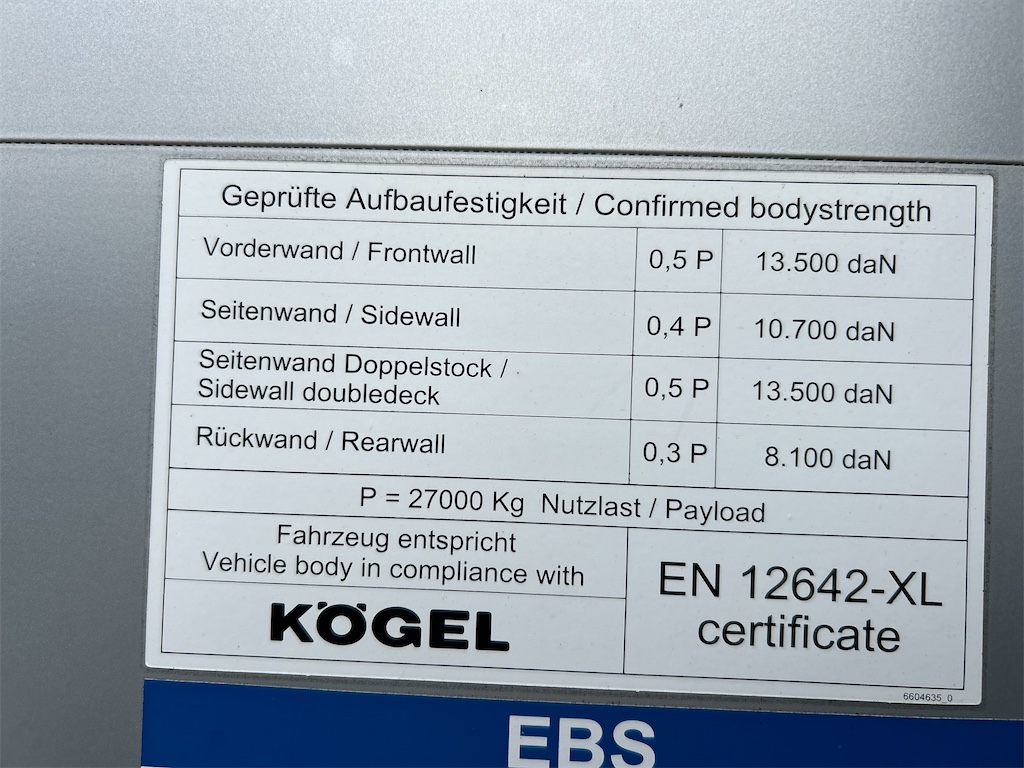 Geprüfte Aufbaufestigkeit / Confirmed bodystrength
Vorderwand / Frontwall 0,5 P 13.500 daN
Seitenwand / Sidewall 0,4 P 10.700 daN
Seitenwand Doppelstock /
Sidewall doubledeck 0,5 P 13.500 daN
Rückwand / Rearwall 0,3 P 8.100 daN
P = 27000 Kg Nutzlast / Payload
Fahrzeug entspricht
Vehicle body in compliance with
KÖGEL
EN 12642-XL
certificate
6604635_0
EBS